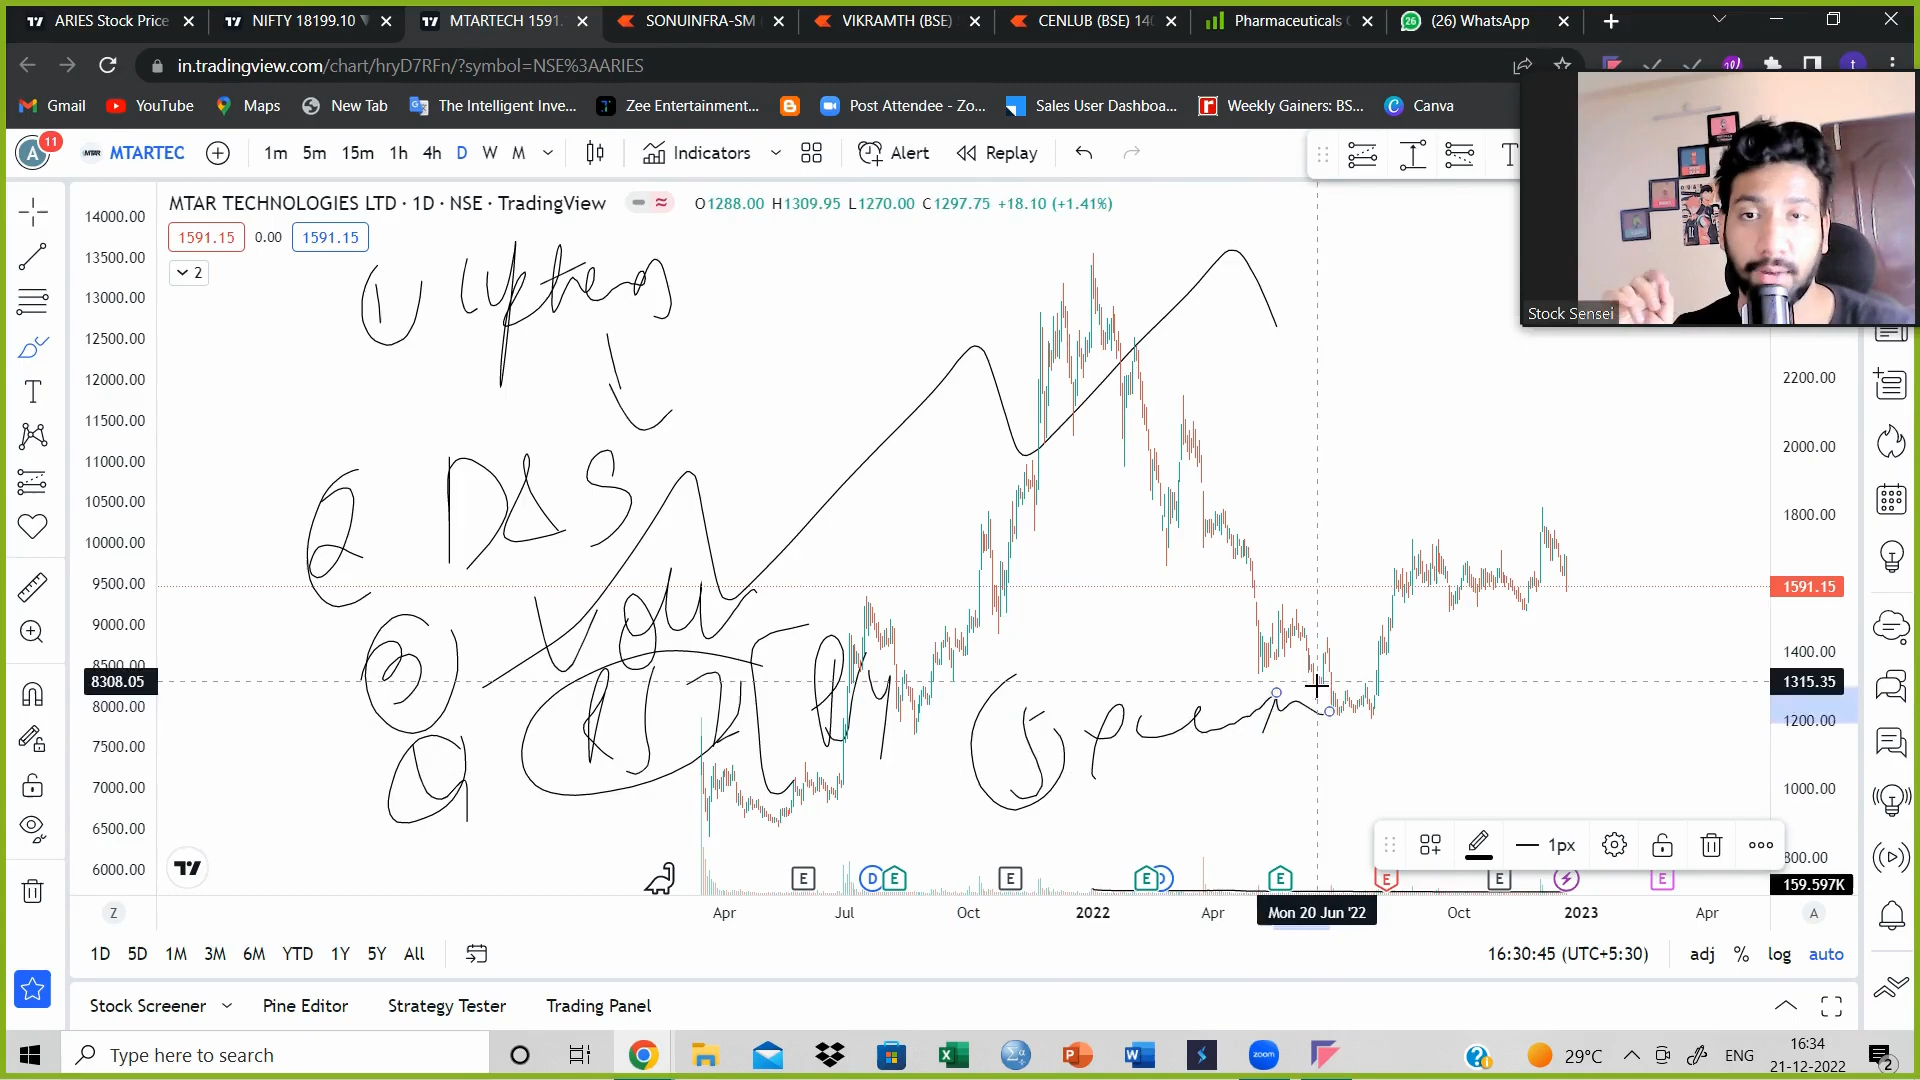 ARIES Stock Price
NIFTY 18199.10
MTARTECH 1591.
SONUINFRA-SM
VIKRAMTH (BSE)
CENLUB (BSE) 140
Pharmaceuticals
(26) WhatsApp
in.tradingview.com/chart/hryD7RFn/?symbol=NSE%3AARIES
Gmail
YouTube
Maps
New Tab
The Intelligent Inve...
Zee Entertainment...
Post Attendee - Zo...
Sales User Dashboa...
Weekly Gainers: BS...
Canva
A 11
MTARTEC
1m 5m 15m 1h 4h D W M
Indicators
Alert
Replay
MTAR TECHNOLOGIES LTD · 1D · NSE · TradingView
O1288.00 H1309.95 L1270.00 C1297.75 +18.10 (+1.41%)
1591.15 0.00 1591.15
2
Stock Sensei
14000.00
13500.00
13000.00
12500.00
12000.00
11500.00
11000.00
10500.00
10000.00
9500.00
9000.00
8500.00
8308.05
8000.00
7500.00
7000.00
6500.00
6000.00
2200.00
2000.00
1800.00
1591.15
1400.00
1315.35
1200.00
1000.00
800.00
159.597K
1
2 D&S
3 Vol
4 RS
5
1px
E D E E E D E E E E
Apr Jul Oct 2022 Apr Mon 20 Jun '22 Oct 2023 Apr
Z
A
1D 5D 1M 3M 6M YTD 1Y 5Y All
16:30:45 (UTC+5:30)
adj % log auto
Stock Screener
Pine Editor
Strategy Tester
Trading Panel
Type here to search
zoom
29°C
ENG
16:34
21-12-2022
2